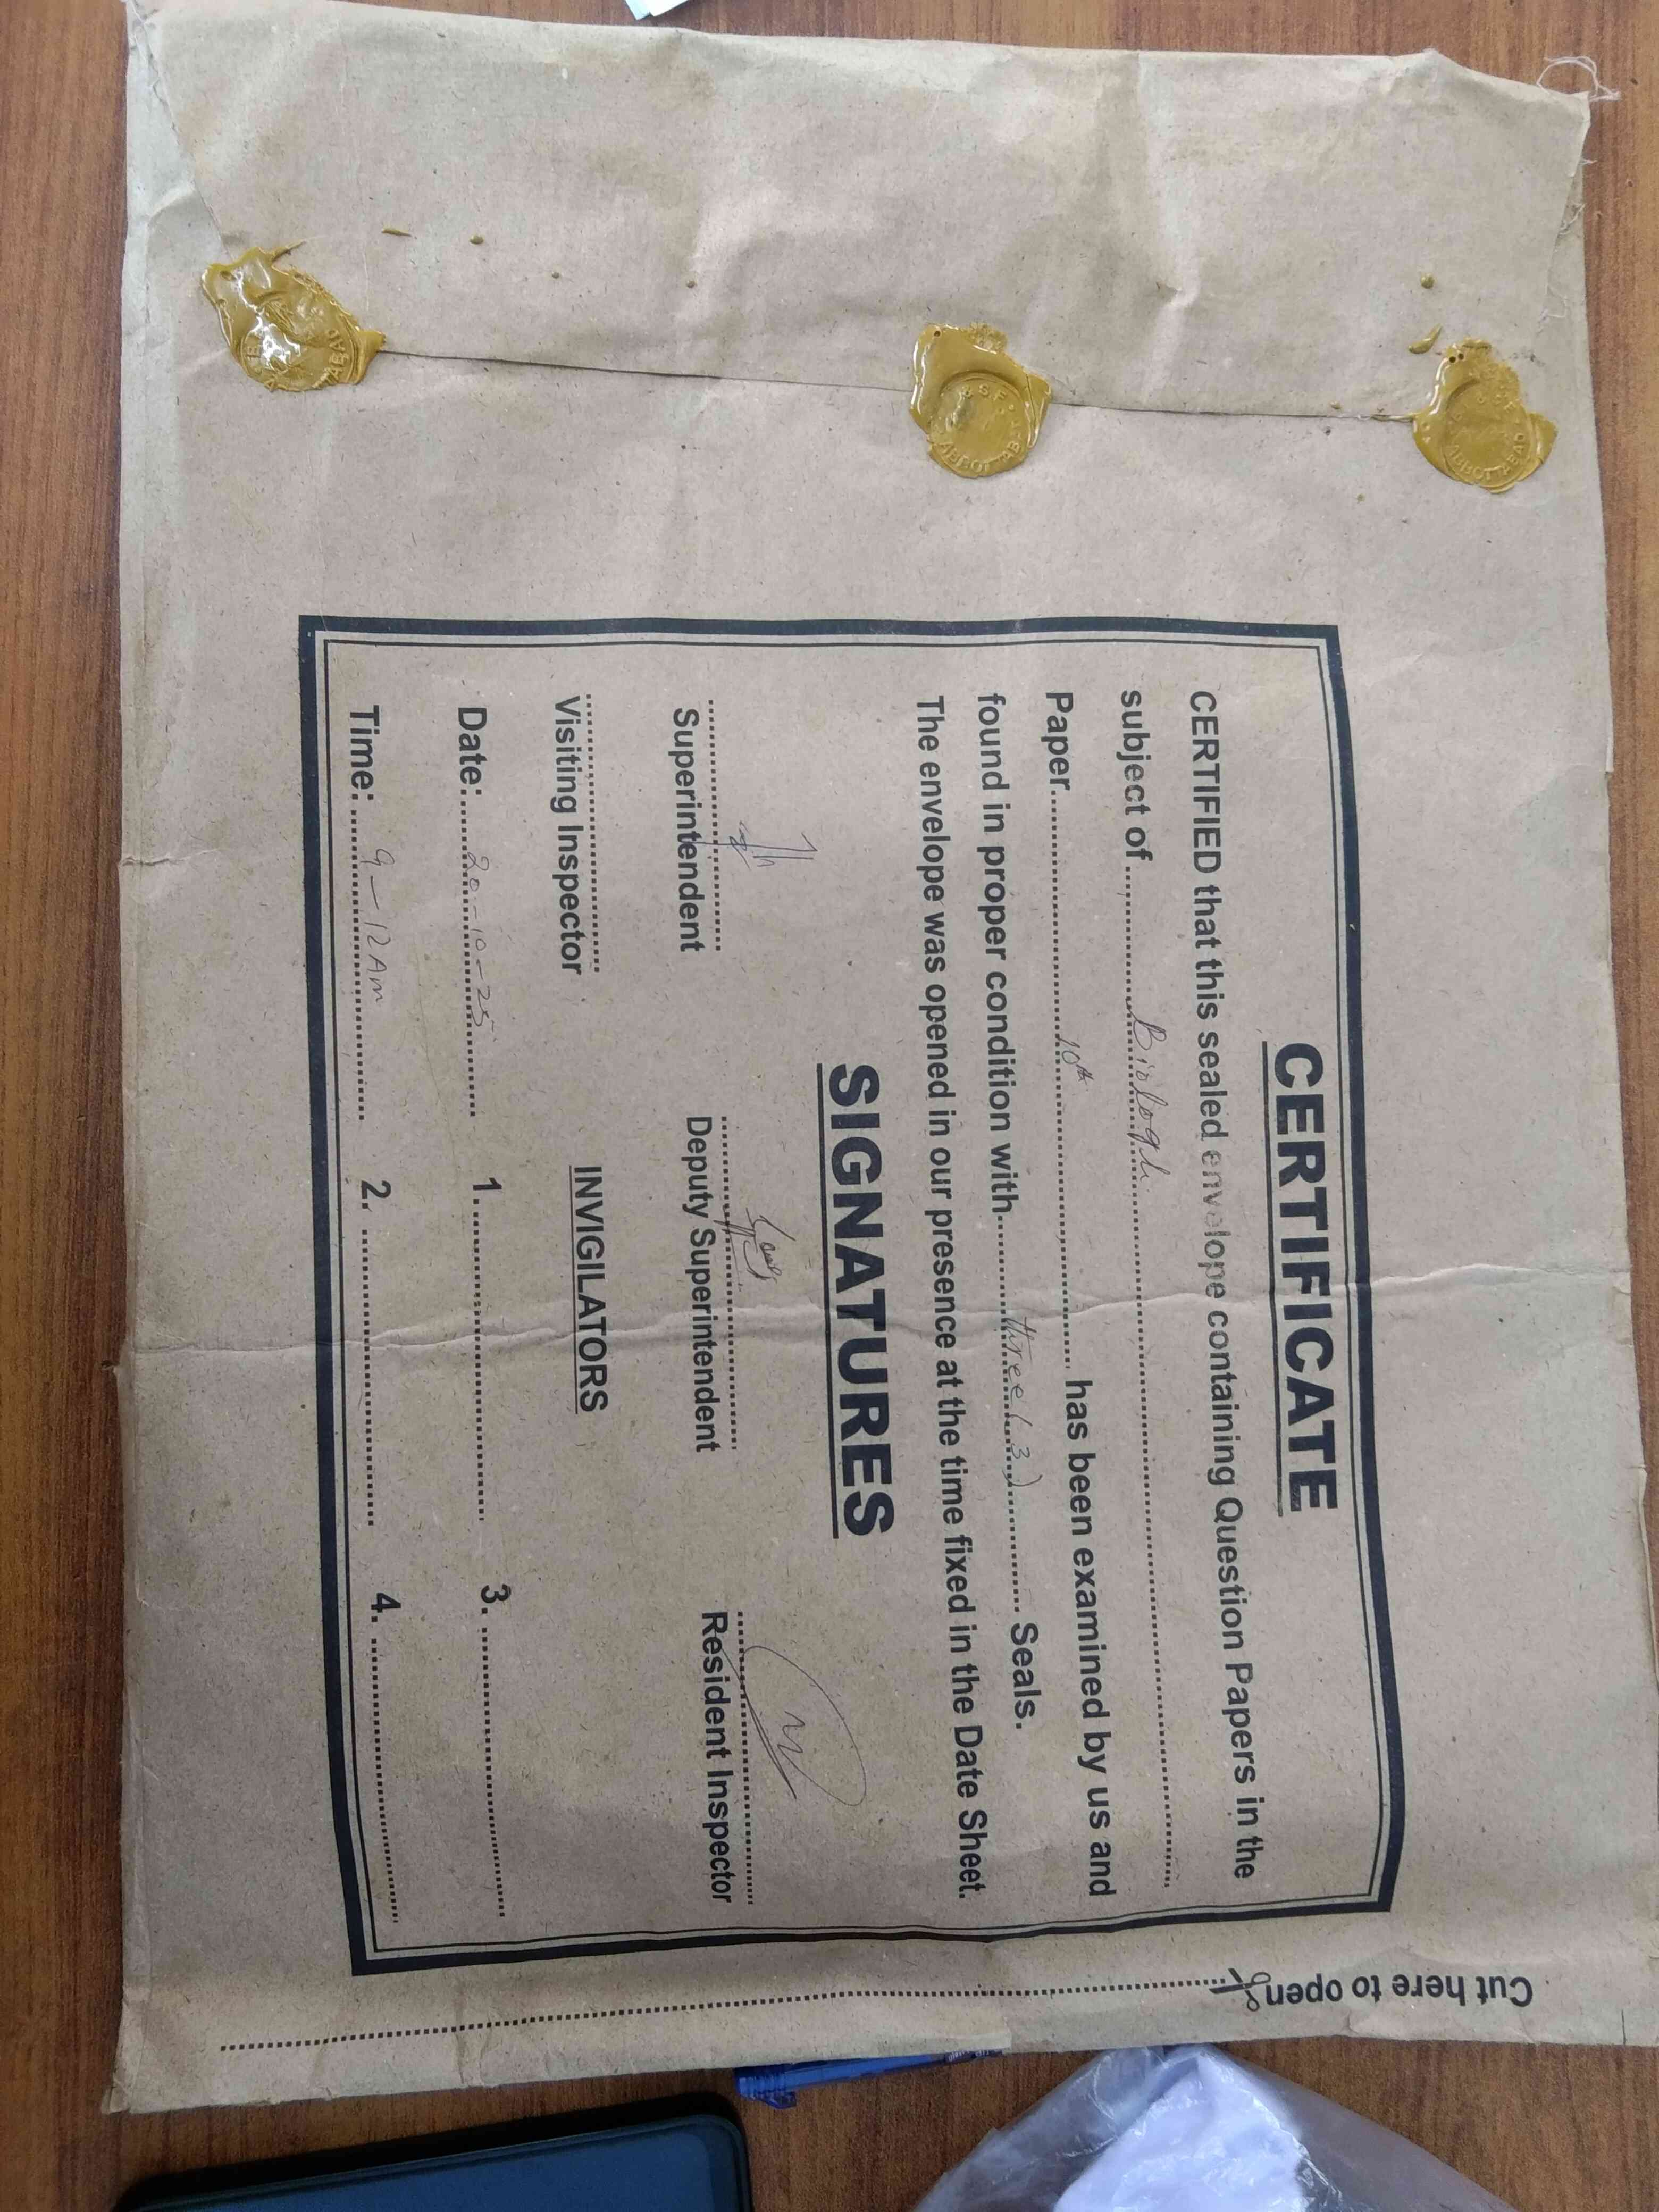 CERTIFICATE
CERTIFIED that this sealed envelope containing Question Papers in the
subject of Biology
Paper 10th has been examined by us and
found in proper condition with three (3) Seals.
The envelope was opened in our presence at the time fixed in the Date Sheet.
SIGNATURES
Superintendent Deputy Superintendent Resident Inspector
Visiting Inspector INVIGILATORS
Date: 20-10-25 1. 3.
Time: 9-12 Am 2. 4.
Cut here to open
ABBOTTABAD